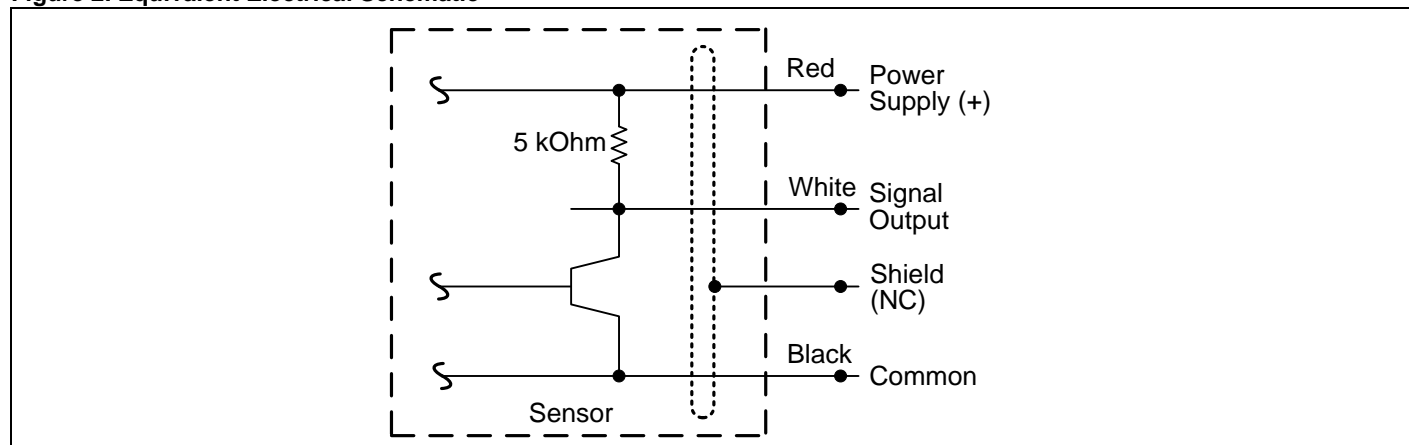 Figure 2. Equivalent Electrical Schematic
Red
Power
Supply (+)
5 kOhm
White
Signal
Output
Shield
(NC)
Black
Common
Sensor